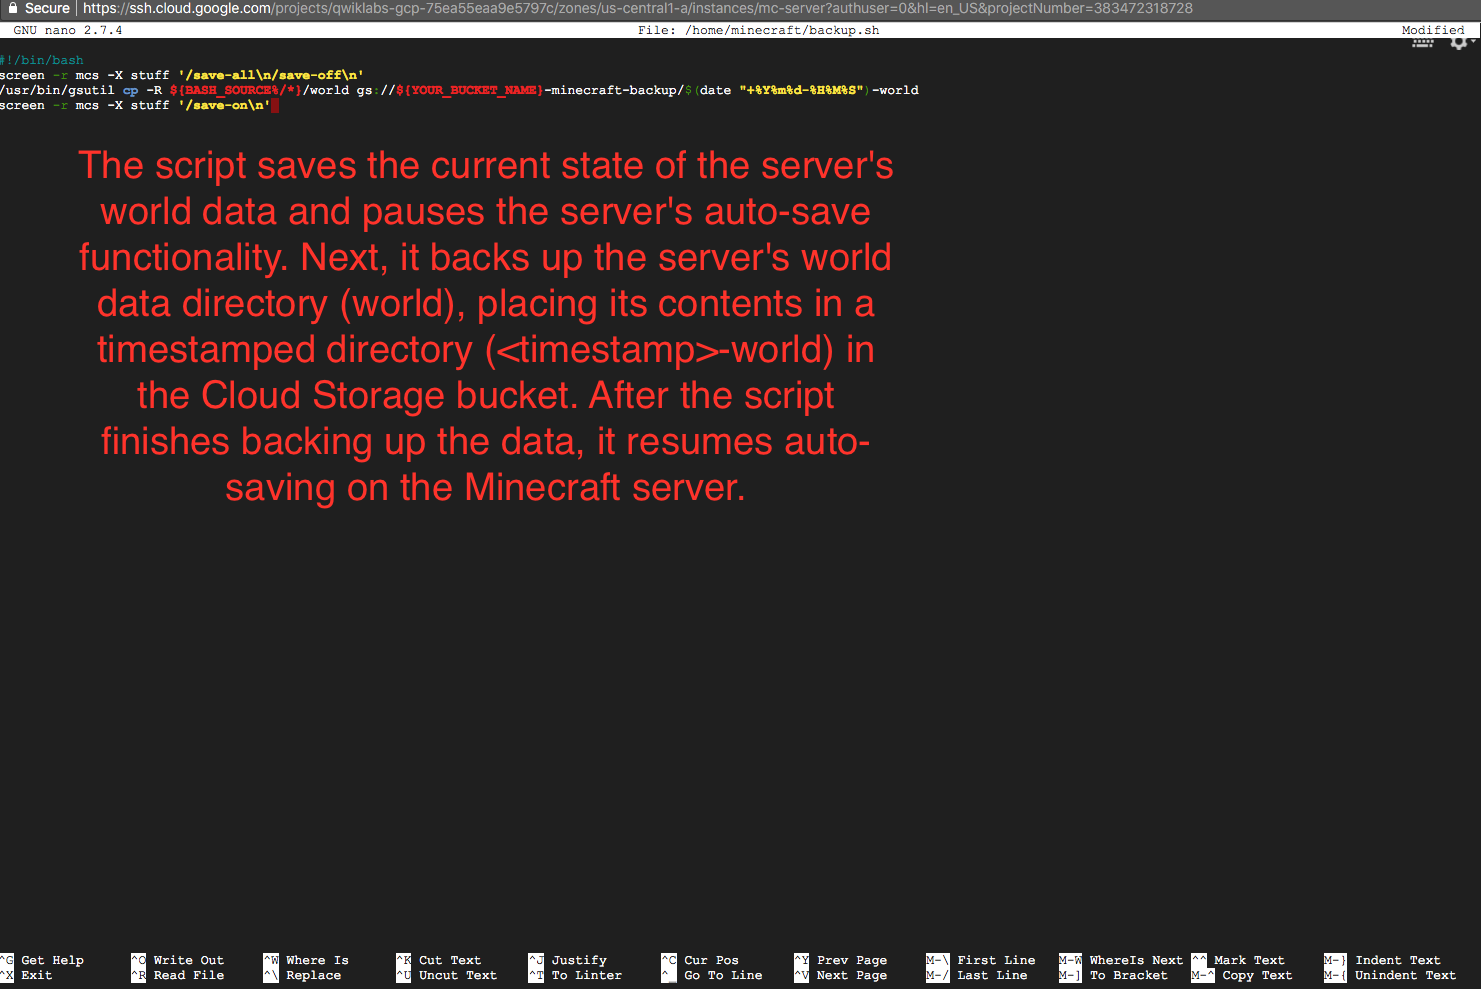 Secure | https://ssh.cloud.google.com/projects/qwiklabs-gcp-75ea55eaa9e5797c/zones/us-central1-a/instances/mc-server?authuser=0&hl=en_US&projectNumber=383472318728
GNU nano 2.7.4 File: /home/minecraft/backup.sh Modified
#!/bin/bash
screen -r mcs -X stuff '/save-all\n/save-off\n'
/usr/bin/gsutil cp -R ${BASH_SOURCE%/*}/world gs://${YOUR_BUCKET_NAME}-minecraft-backup/$(date "+%Y%m%d-%H%M%S")-world
screen -r mcs -X stuff '/save-on\n'
The script saves the current state of the server's
world data and pauses the server's auto-save
functionality. Next, it backs up the server's world
data directory (world), placing its contents in a
timestamped directory (<timestamp>-world) in
the Cloud Storage bucket. After the script
finishes backing up the data, it resumes auto-
saving on the Minecraft server.
^G Get Help ^O Write Out ^W Where Is ^K Cut Text ^J Justify ^C Cur Pos ^Y Prev Page M-\ First Line M-W WhereIs Next ^^ Mark Text M-} Indent Text
^X Exit ^R Read File ^\ Replace ^U Uncut Text ^T To Linter ^_ Go To Line ^V Next Page M-/ Last Line M-] To Bracket M-^ Copy Text M-{ Unindent Text